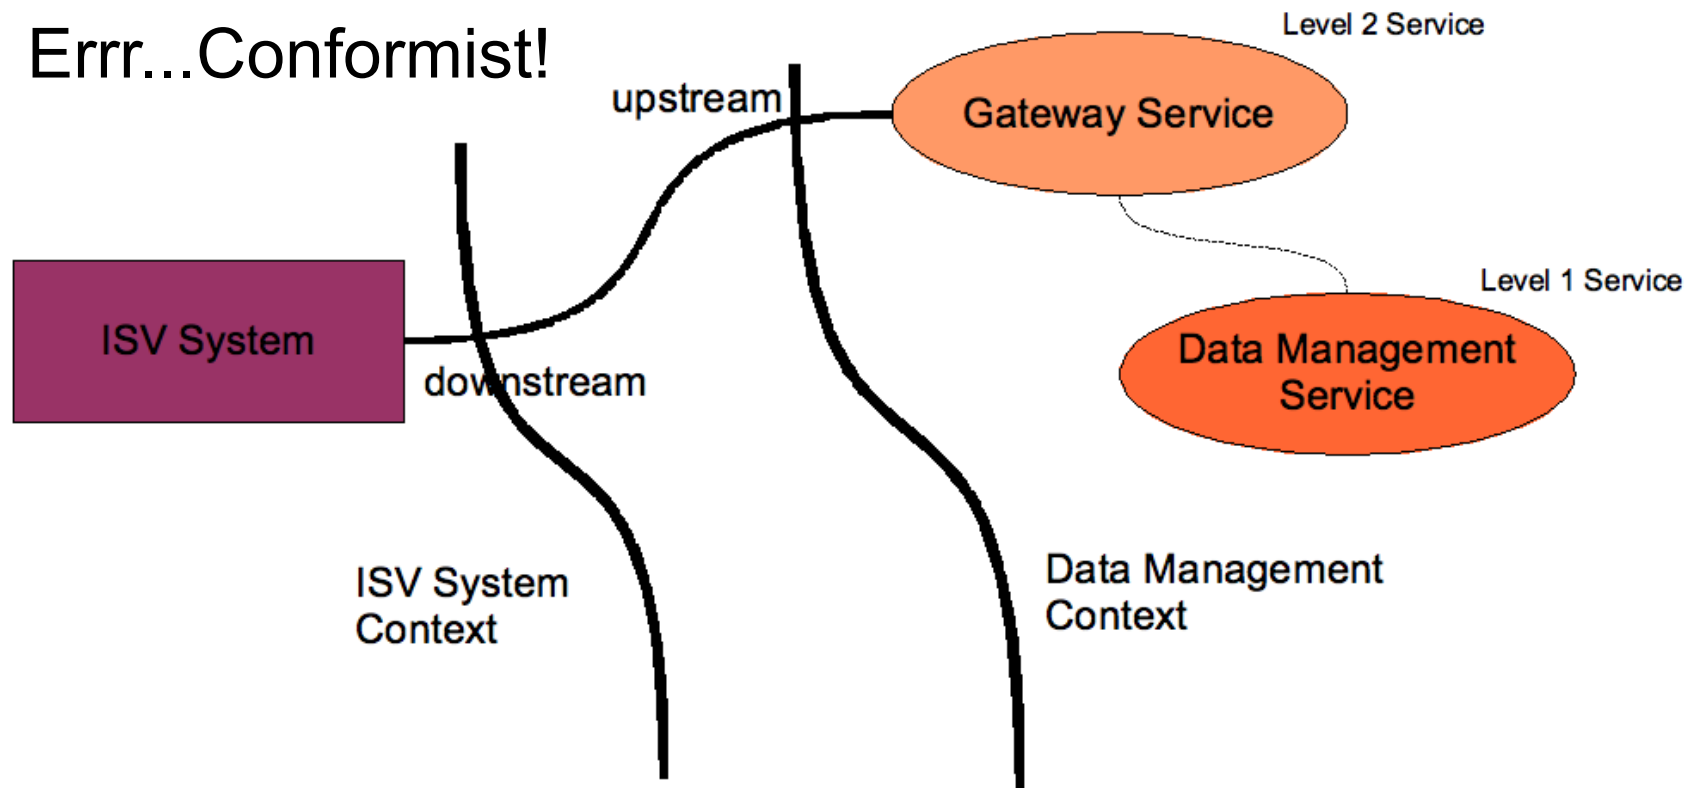 Errr...Conformist!
Level 2 Service
upstream
Gateway Service
Level 1 Service
ISV System
Data Management
Service
downstream
ISV System
Context
Data Management
Context